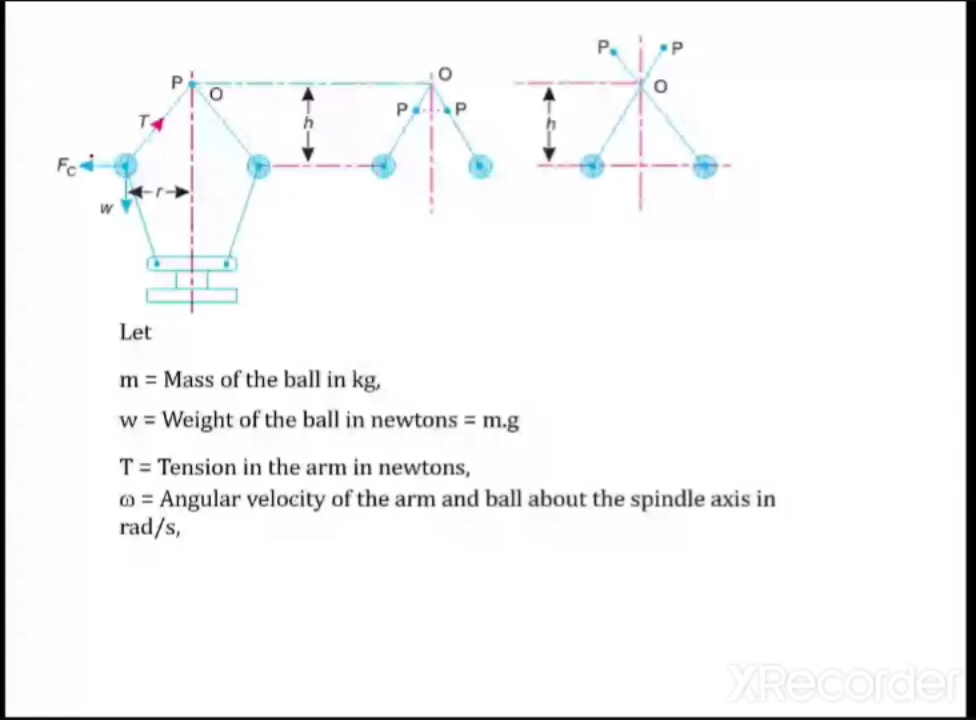 P O T h Fc r w
O P P h
P P O h
Let
m = Mass of the ball in kg,
w = Weight of the ball in newtons = m.g
T = Tension in the arm in newtons,
ω = Angular velocity of the arm and ball about the spindle axis in
rad/s,
XRecorder